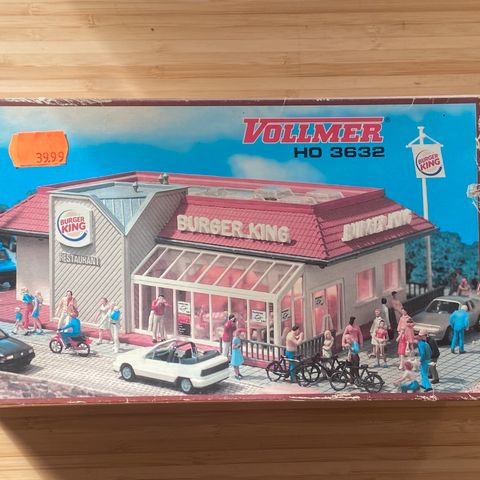 39.99
VOLLMER
HO 3632
BURGER
KING
BURGER KING
BURGER KING
BURGER
KING
RESTAURANT